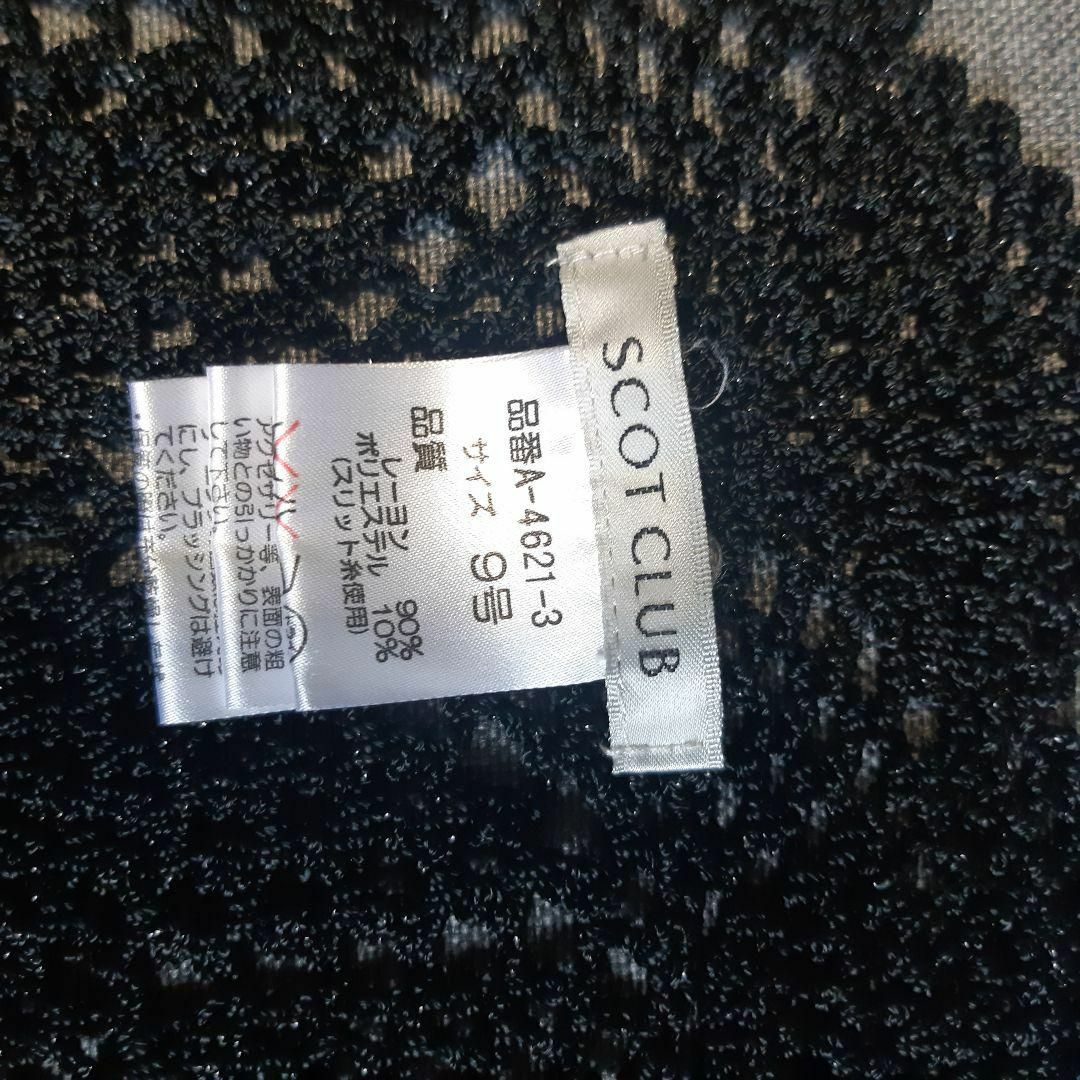 SCOT CLUB
品番A-4621-3
サイズ 9号
品質
レーヨン 90%
ポリエステル 10%
(スリット糸使用)
アクセサリー等、表面の粗
い物との引っかかりに注意
して下さい。
にし、ブラッシングは避け
てください。